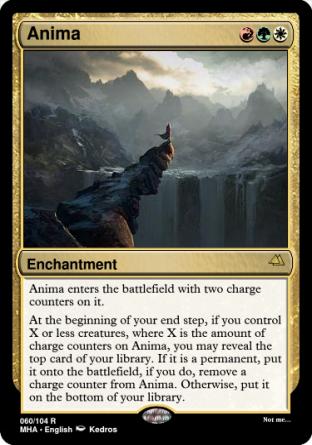 Anima
Enchantment
Anima enters the battlefield with two charge
counters on it.
At the beginning of your end step, if you control
X or less creatures, where X is the amount of
charge counters on Anima, you may reveal the
top card of your library. If it is a permanent, put
it onto the battlefield, if you do, remove a
charge counter from Anima. Otherwise, put it
on the bottom of your library.
060/104 R
MHA • English Kedros
Not me...